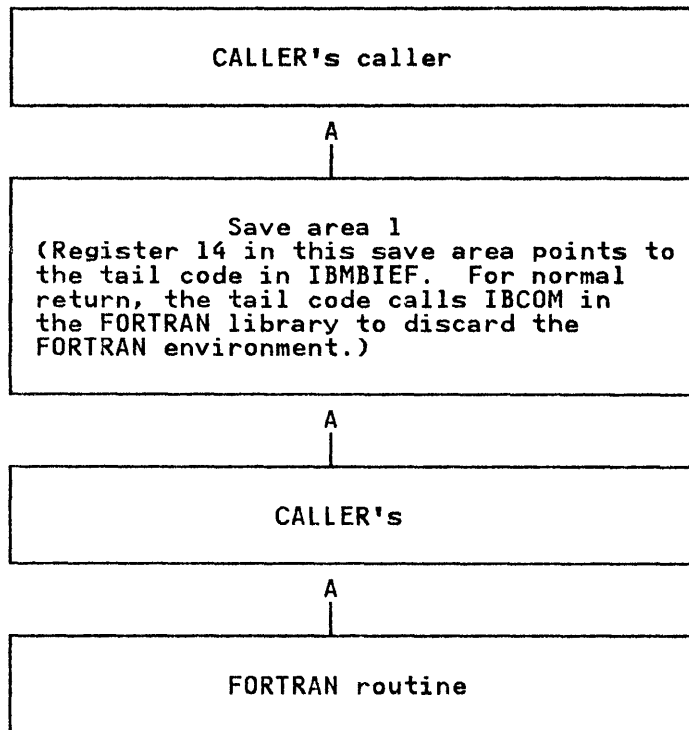 CALLER's caller
A
Save area 1
(Register 14 in this save area points to
the tail code in IBMBIEF. For normal
return, the tail code calls IBCOM in
the FORTRAN library to discard the
FORTRAN environment.)
A
CALLER's
A
FORTRAN routine